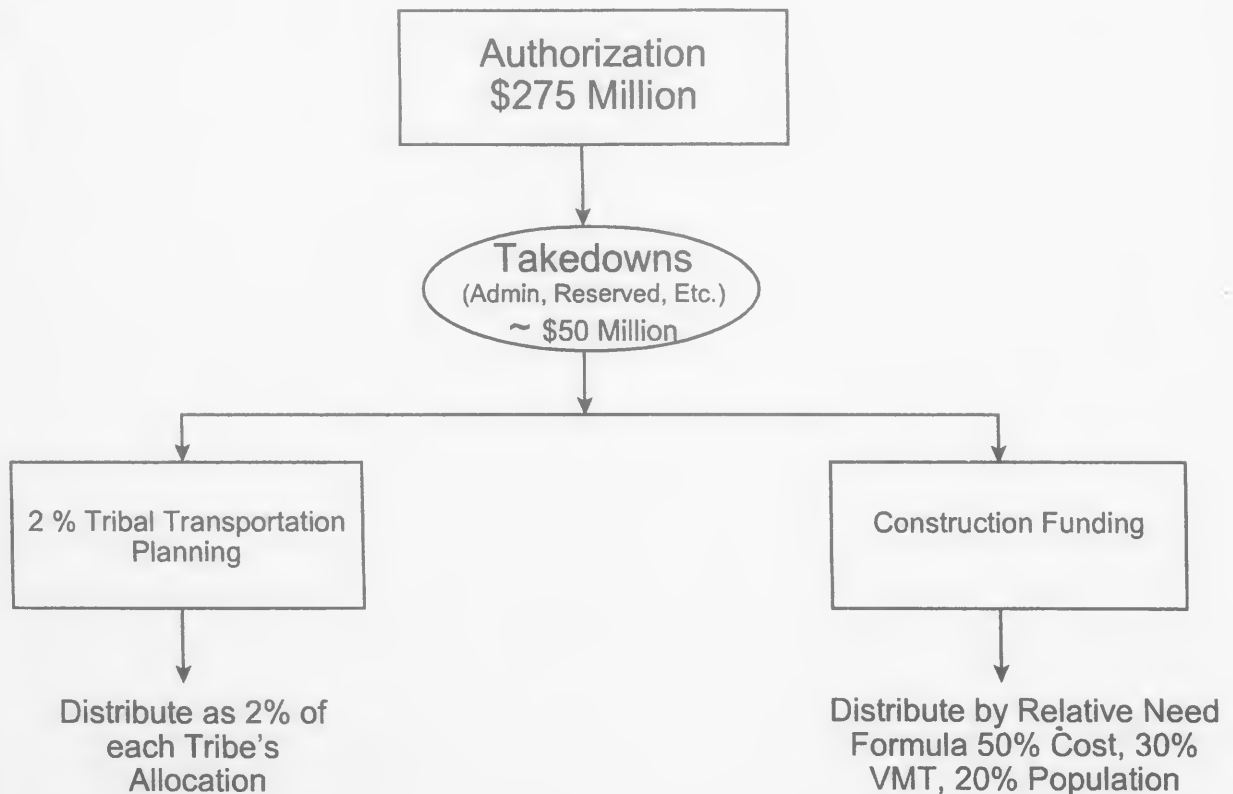 Authorization
$275 Million
Takedowns
(Admin, Reserved, Etc.)
~ $50 Million
2 % Tribal Transportation
Planning
Construction Funding
Distribute as 2% of
each Tribe's
Allocation
Distribute by Relative Need
Formula 50% Cost, 30%
VMT, 20% Population